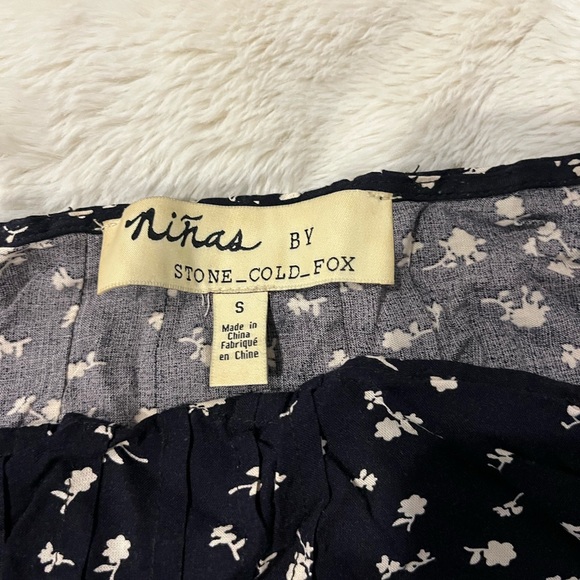 niñas BY
STONE_COLD_FOX
S
Made in
China
Fabriqué
en Chine